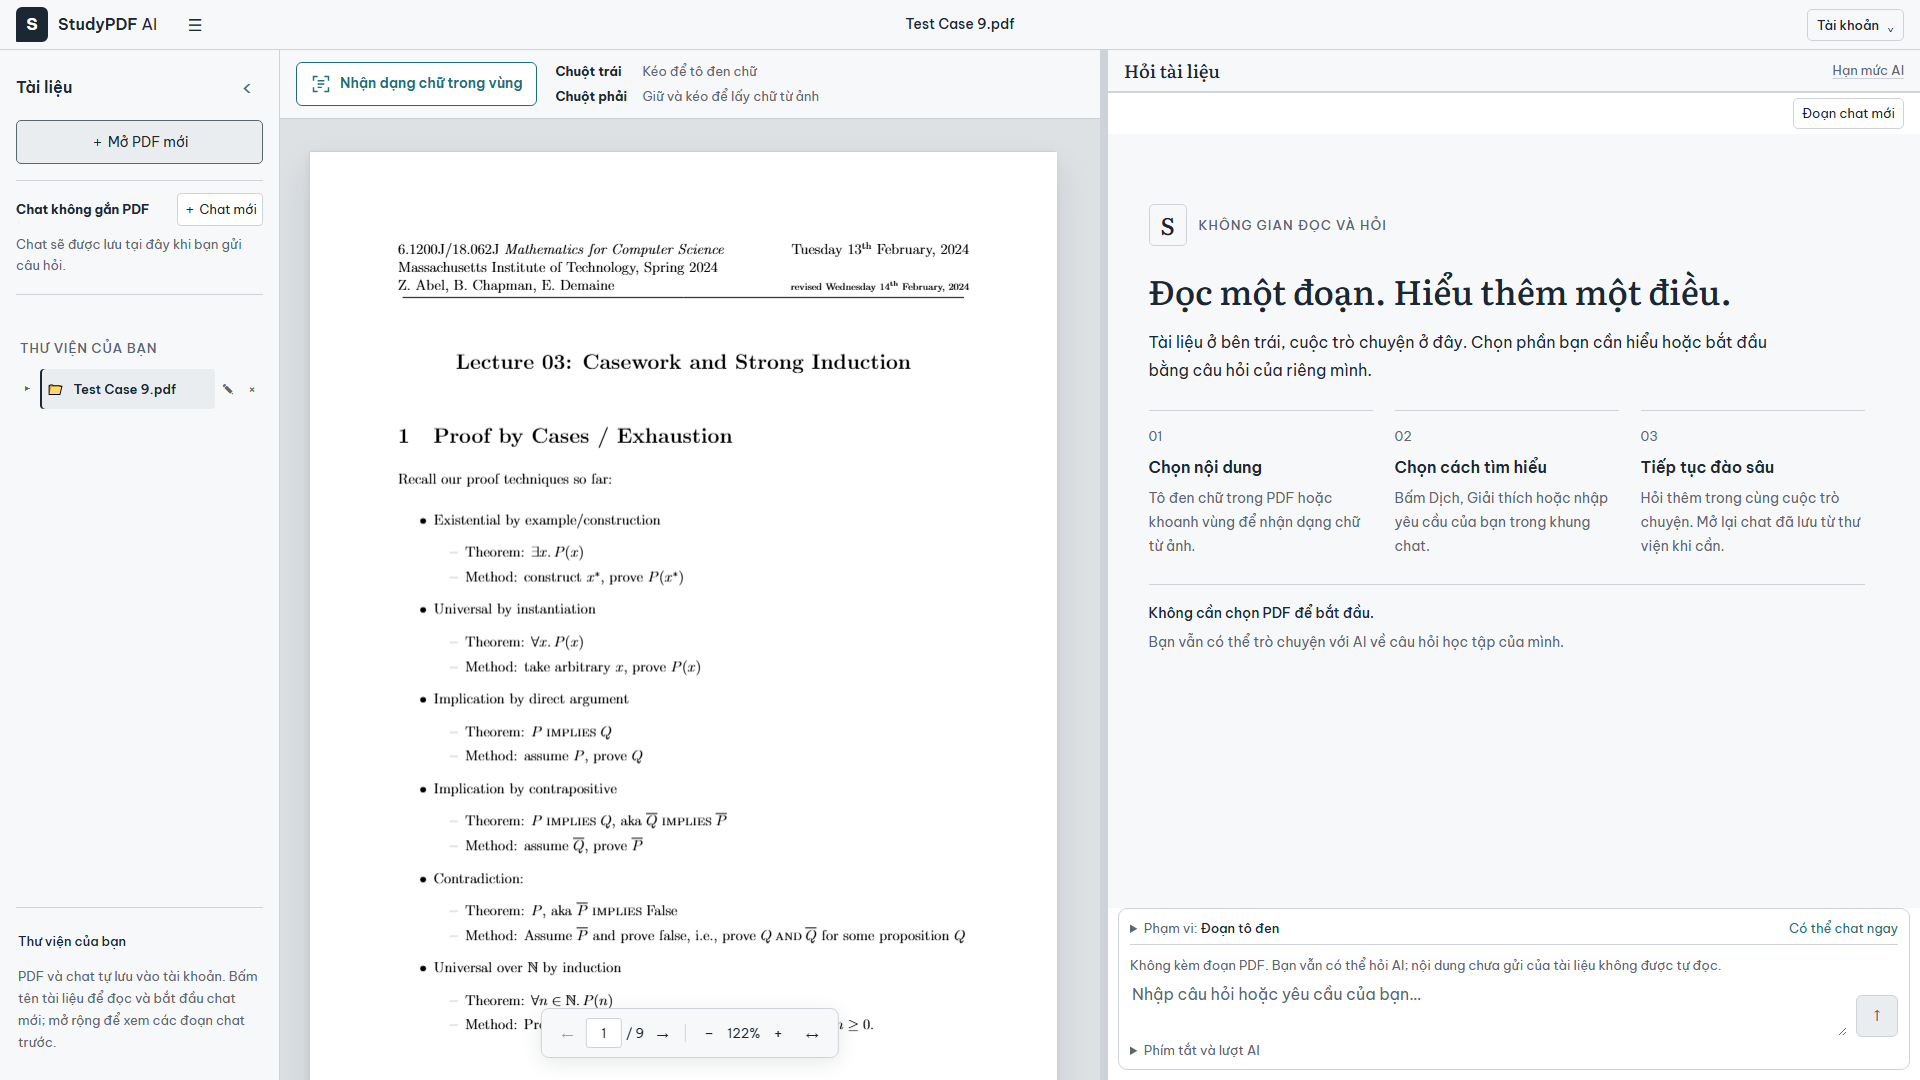 S StudyPDF AI ☰
Test Case 9.pdf
Tài khoản
Tài liệu
+ Mở PDF mới
Chat không gắn PDF
+ Chat mới
Chat sẽ được lưu tại đây khi bạn gửi
câu hỏi.
THƯ VIỆN CỦA BẠN
Test Case 9.pdf
Thư viện của bạn
PDF và chat tự lưu vào tài khoản. Bấm
tên tài liệu để đọc và bắt đầu chat
mới; mở rộng để xem các đoạn chat
trước.
Nhận dạng chữ trong vùng
Chuột trái Kéo để tô đen chữ
Chuột phải Giữ và kéo để lấy chữ từ ảnh
6.1200J/18.062J Mathematics for Computer Science Tuesday 13th February, 2024
Massachusetts Institute of Technology, Spring 2024
Z. Abel, B. Chapman, E. Demaine revised Wednesday 14th February, 2024
Lecture 03: Casework and Strong Induction
1 Proof by Cases / Exhaustion
Recall our proof techniques so far:
• Existential by example/construction
– Theorem: ∃x. P(x)
– Method: construct x*, prove P(x*)
• Universal by instantiation
– Theorem: ∀x. P(x)
– Method: take arbitrary x, prove P(x)
• Implication by direct argument
– Theorem: P IMPLIES Q
– Method: assume P, prove Q
• Implication by contrapositive
– Theorem: P IMPLIES Q, aka Q̅ IMPLIES P̅
– Method: assume Q̅, prove P̅
• Contradiction:
– Theorem: P, aka P̅ IMPLIES False
– Method: Assume P̅ and prove false, i.e., prove Q AND Q̅ for some proposition Q
• Universal over ℕ by induction
– Theorem: ∀n ∈ ℕ. P(n)
– Method: n ≥ 0.
← 1 / 9 → − 122% + ↔
Hỏi tài liệu
Hạn mức AI
Đoạn chat mới
S KHÔNG GIAN ĐỌC VÀ HỎI
Đọc một đoạn. Hiểu thêm một điều.
Tài liệu ở bên trái, cuộc trò chuyện ở đây. Chọn phần bạn cần hiểu hoặc bắt đầu
bằng câu hỏi của riêng mình.
01
Chọn nội dung
Tô đen chữ trong PDF hoặc
khoanh vùng để nhận dạng chữ
từ ảnh.
02
Chọn cách tìm hiểu
Bấm Dịch, Giải thích hoặc nhập
yêu cầu của bạn trong khung
chat.
03
Tiếp tục đào sâu
Hỏi thêm trong cùng cuộc trò
chuyện. Mở lại chat đã lưu từ thư
viện khi cần.
Không cần chọn PDF để bắt đầu.
Bạn vẫn có thể trò chuyện với AI về câu hỏi học tập của mình.
Phạm vi: Đoạn tô đen
Có thể chat ngay
Không kèm đoạn PDF. Bạn vẫn có thể hỏi AI; nội dung chưa gửi của tài liệu không được tự đọc.
Nhập câu hỏi hoặc yêu cầu của bạn...
↑
Phím tắt và lượt AI